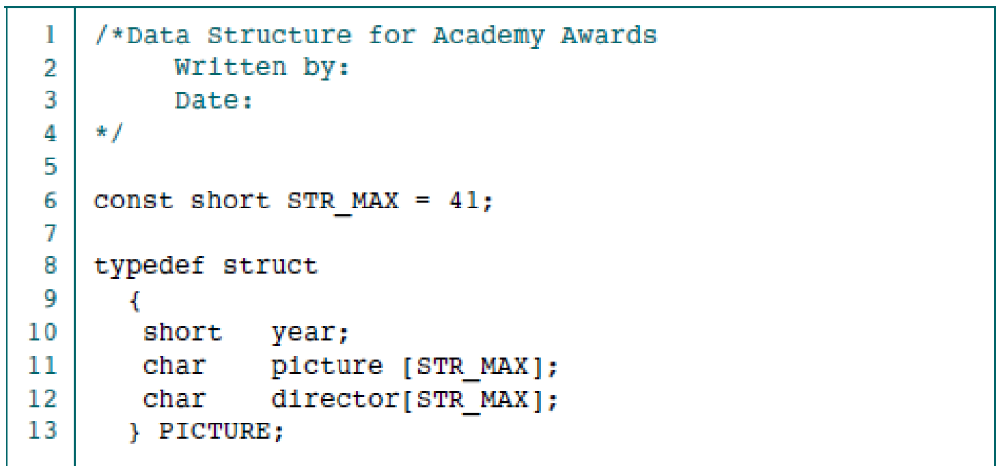 1 /*Data Structure for Academy Awards
2 Written by:
3 Date:
4 */
5
6 const short STR_MAX = 41;
7
8 typedef struct
9 {
10 short year;
11 char picture [STR_MAX];
12 char director[STR_MAX];
13 } PICTURE;